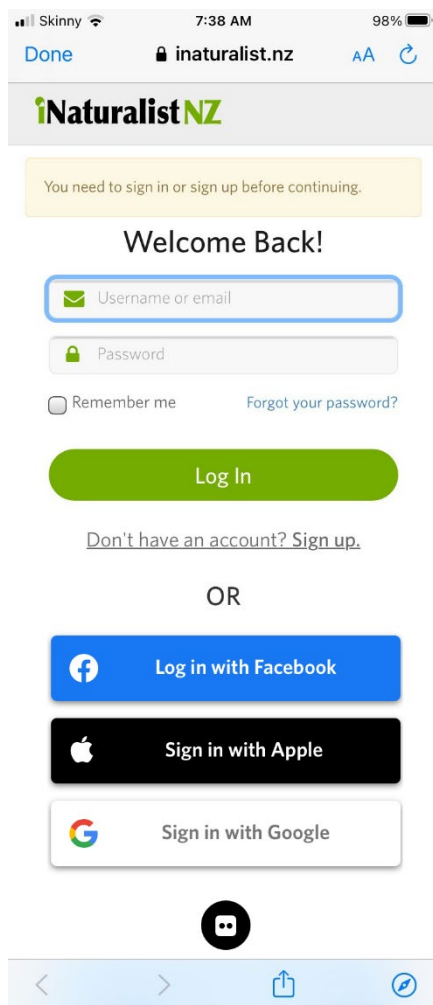 Skinny 7:38 AM 98%
Done inaturalist.nz AA
iNaturalist NZ
You need to sign in or sign up before continuing.
Welcome Back!
Username or email
Password
Remember me Forgot your password?
Log In
Don't have an account? Sign up.
OR
Log in with Facebook
Sign in with Apple
Sign in with Google